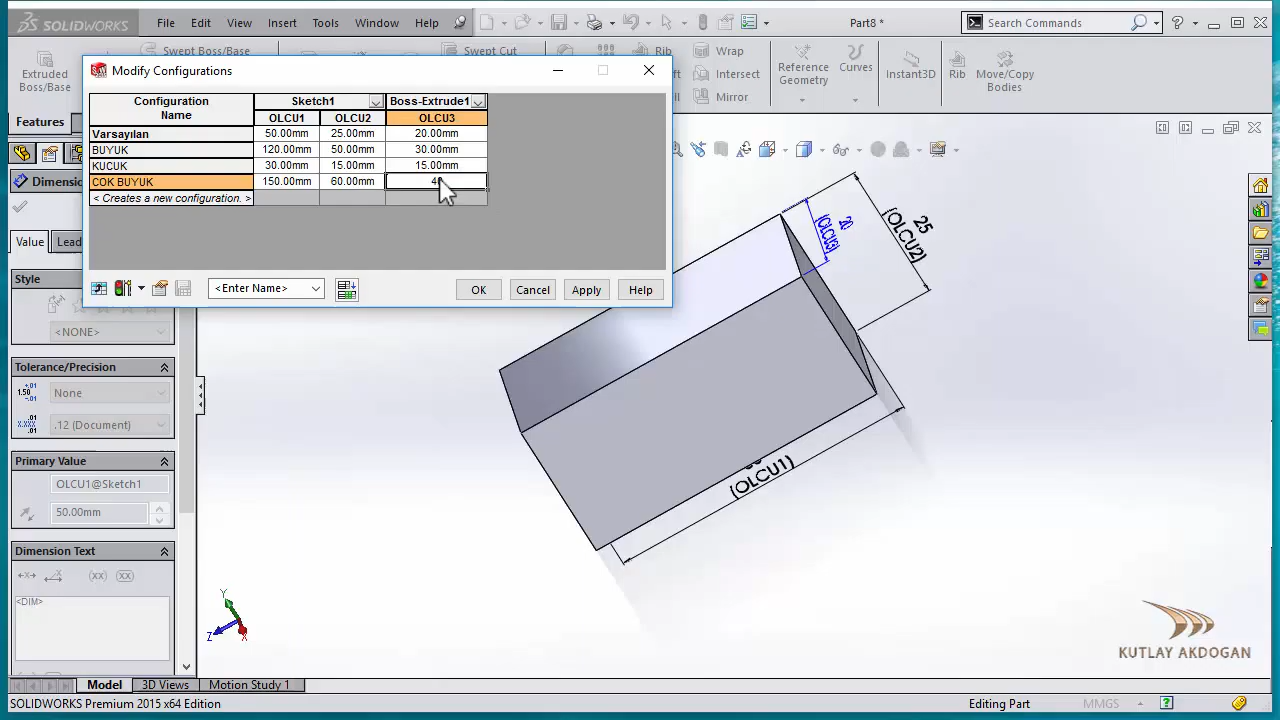 SOLIDWORKS File Edit View Insert Tools Window Help Part8 * Search Commands
Extruded Boss/Base
Swept Boss/Base
Swept Cut
Rib
Wrap
Intersect
Mirror
Reference Geometry
Curves
Instant3D
Rib
Move/Copy Bodies
Features
Modify Configurations
Configuration Name Sketch1 Boss-Extrude1
OLCU1 OLCU2 OLCU3
Varsayılan 50.00mm 25.00mm 20.00mm
BUYUK 120.00mm 50.00mm 30.00mm
KUCUK 30.00mm 15.00mm 15.00mm
COK BUYUK 150.00mm 60.00mm
< Creates a new configuration. >
<Enter Name>
OK Cancel Apply Help
Dimension
Value Lead
Style
<NONE>
Tolerance/Precision
None
.12 (Document)
Primary Value
OLCU1@Sketch1
50.00mm
Dimension Text
<DIM>
20
(OLCU3)
25
(OLCU2)
(OLCU1)
Y
Z
X
KUTLAY AKDOGAN
Model 3D Views Motion Study 1
SOLIDWORKS Premium 2015 x64 Edition Editing Part MMGS